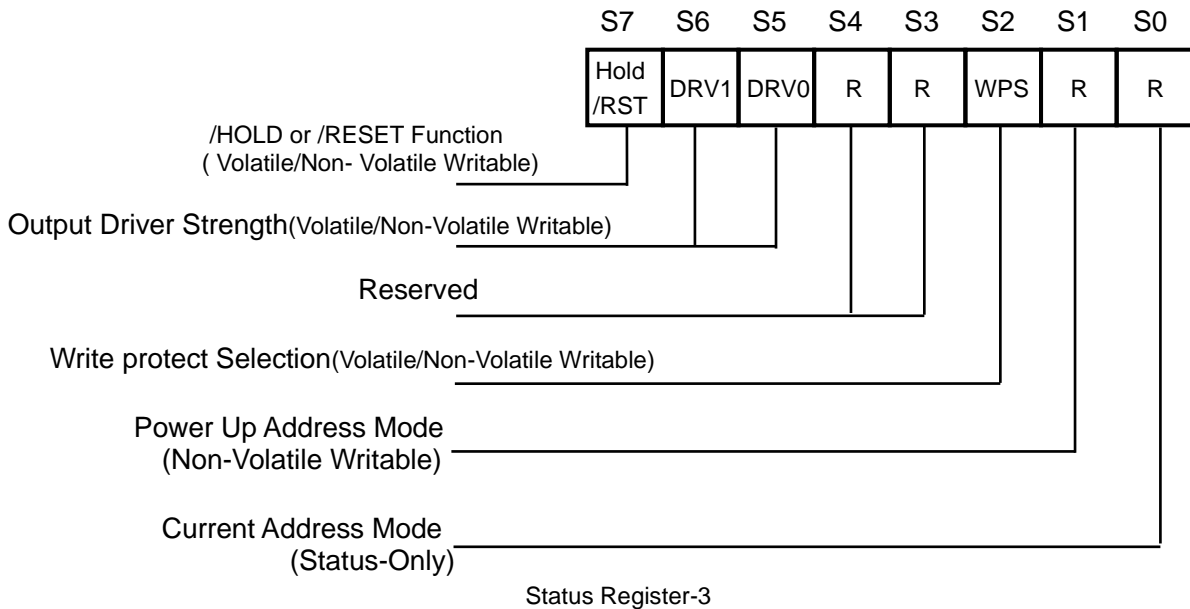 S7 S6 S5 S4 S3 S2 S1 S0
Hold
/RST DRV1 DRV0 R R WPS R R
/HOLD or /RESET Function
( Volatile/Non- Volatile Writable)
Output Driver Strength(Volatile/Non-Volatile Writable)
Reserved
Write protect Selection(Volatile/Non-Volatile Writable)
Power Up Address Mode
(Non-Volatile Writable)
Current Address Mode
(Status-Only)
Status Register-3